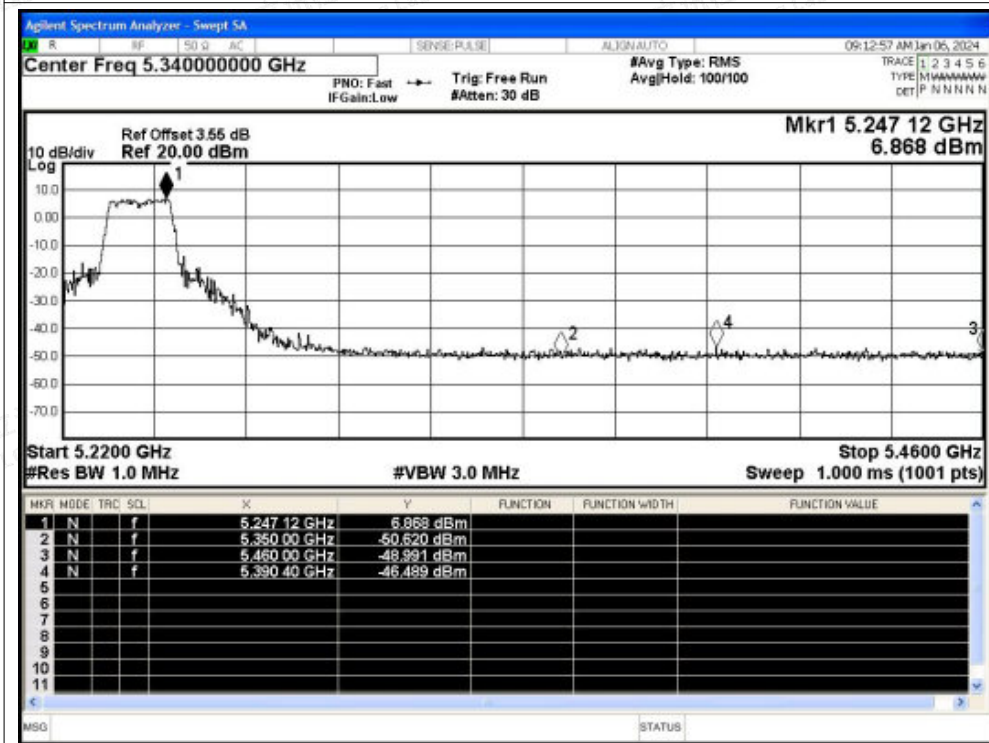 Agilent Spectrum Analyzer - Swept SA
R RF 50 Ω AC SENSE:PULSE ALIGN AUTO 09:12:57 AM Jan 06, 2024
Center Freq 5.340000000 GHz #Avg Type: RMS TRACE 1 2 3 4 5 6
PNO: Fast Trig: Free Run Avg|Hold: 100/100 TYPE M
IFGain:Low #Atten: 30 dB DET P N N N N N
Mkr1 5.247 12 GHz
Ref Offset 3.55 dB
10 dB/div Ref 20.00 dBm 6.868 dBm
Log
1
10.0
0.00
-10.0
-20.0
-30.0
-40.0
2 4 3
-50.0
-60.0
-70.0
Start 5.2200 GHz Stop 5.4600 GHz
#Res BW 1.0 MHz #VBW 3.0 MHz Sweep 1.000 ms (1001 pts)
MKR MODE TRC SCL X Y FUNCTION FUNCTION WIDTH FUNCTION VALUE
1 N f 5.247 12 GHz 6.868 dBm
2 N f 5.350 00 GHz -50.620 dBm
3 N f 5.460 00 GHz -48.991 dBm
4 N f 5.390 40 GHz -46.489 dBm
5
6
7
8
9
10
11
MSG STATUS